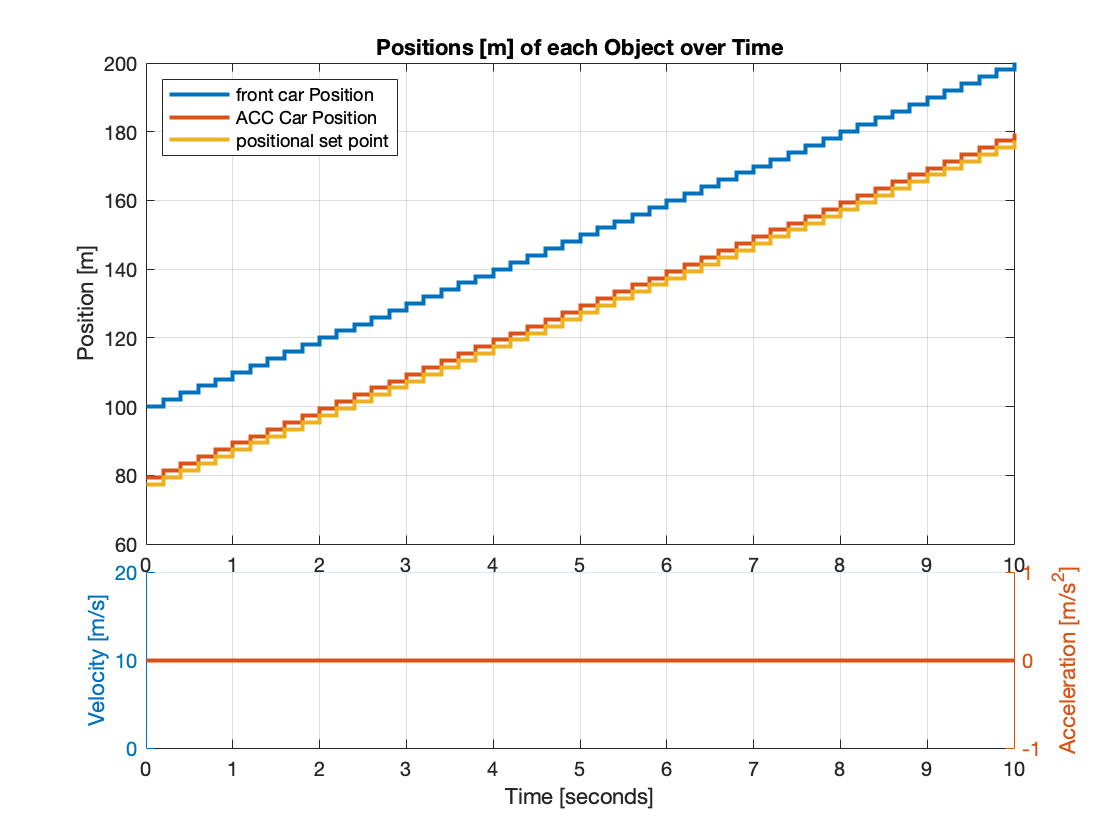 Positions [m] of each Object over Time
200
180
160
140
120
100
80
60
Position [m]
front car Position
ACC Car Position
positional set point
0 1 2 3 4 5 6 7 8 9 10
20
10
0
Velocity [m/s]
1
0
-1
Acceleration [m/s²]
0 1 2 3 4 5 6 7 8 9 10
Time [seconds]